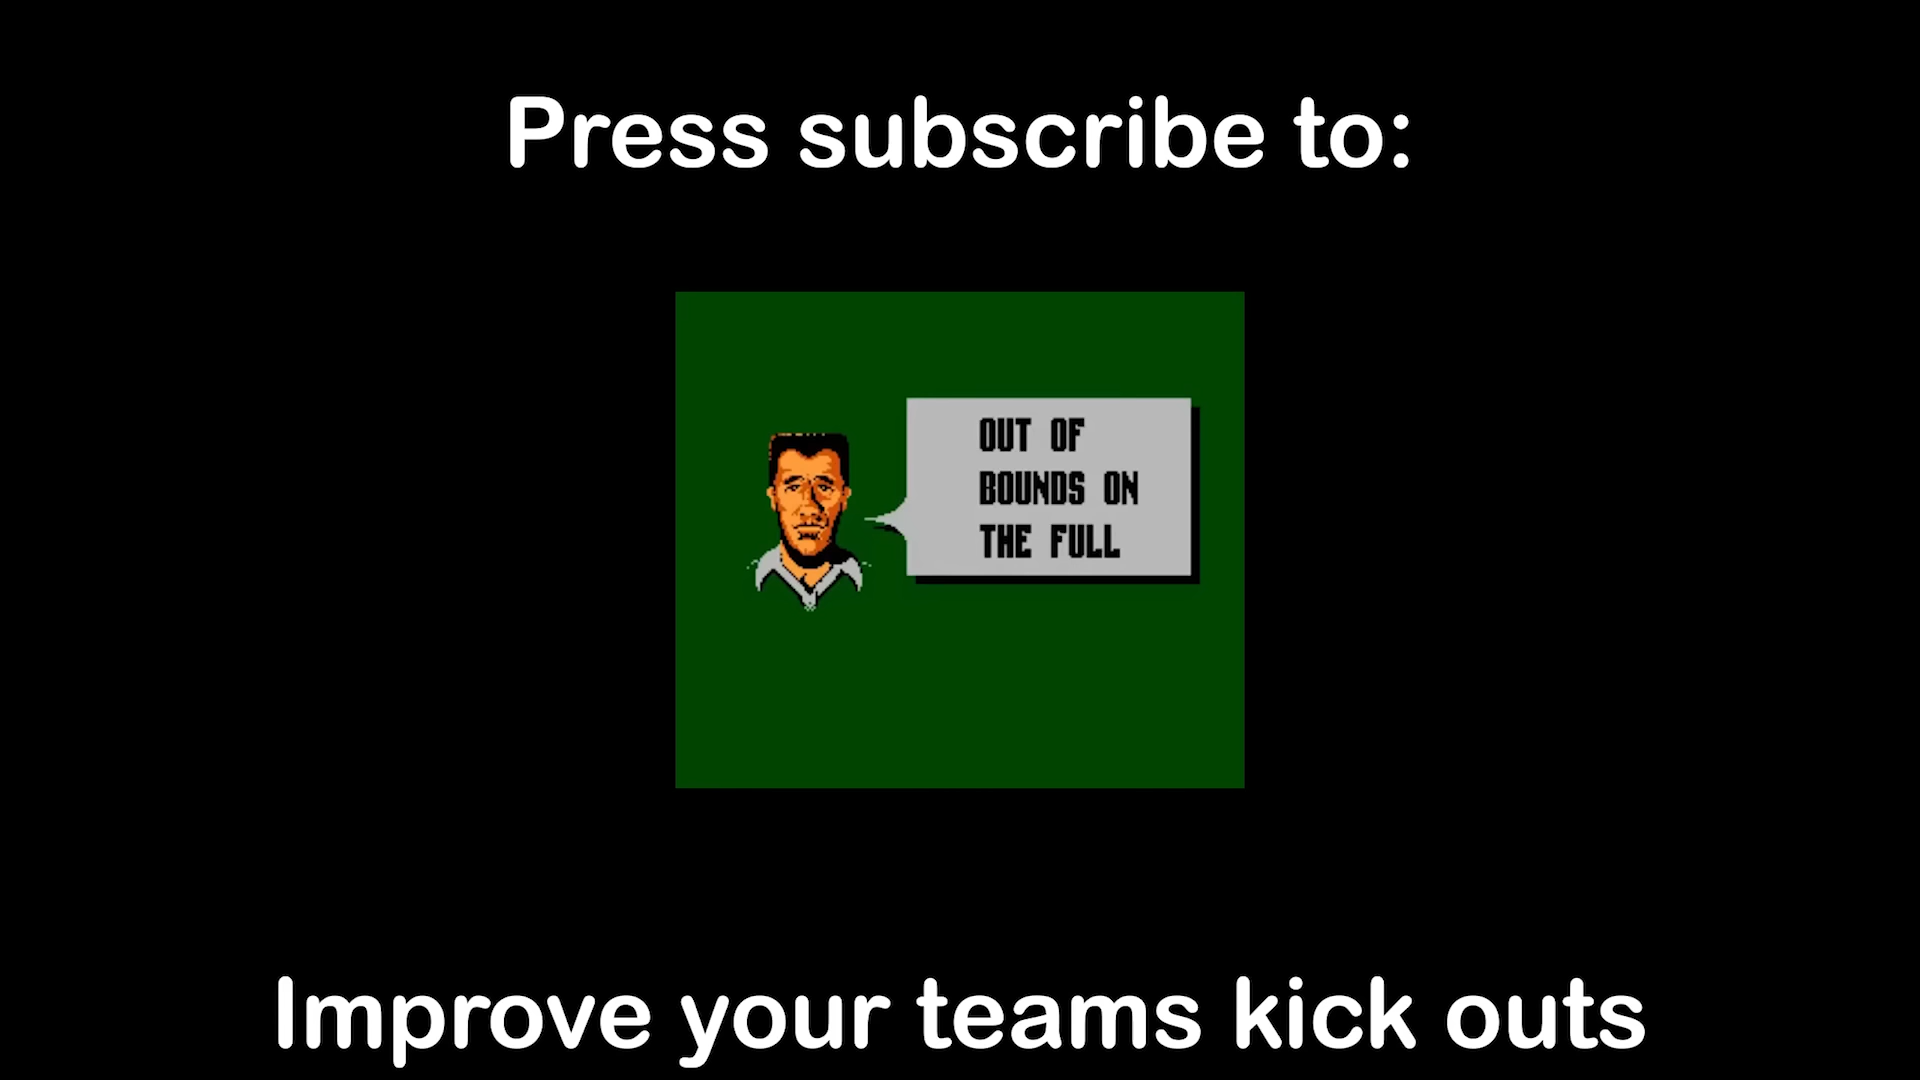 Press subscribe to:
OUT OF
BOUNDS ON
THE FULL
Improve your teams kick outs